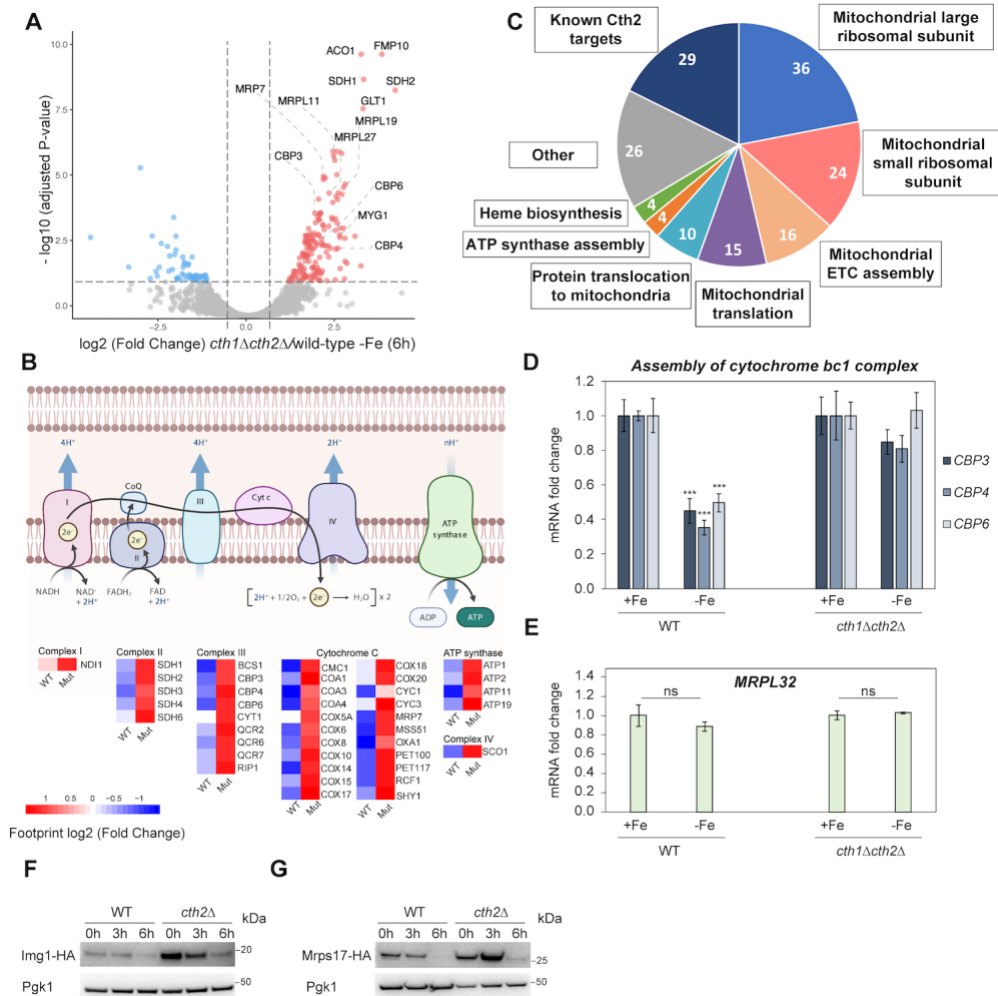 A
10.0
7.5
5.0
2.5
0.0
- log10 (adjusted P-value)
ACO1
FMP10
SDH1
SDH2
GLT1
MRP7
MRPL11
MRPL19
MRPL27
CBP3
CBP6
MYG1
CBP4
-2.5
0.0
2.5
log2 (Fold Change) cth1Δcth2Δ/wild-type -Fe (6h)
C
Known Cth2
targets
Mitochondrial large
ribosomal subunit
Mitochondrial
small ribosomal
subunit
Mitochondrial
ETC assembly
Mitochondrial
translation
Protein translocation
to mitochondria
ATP synthase assembly
Heme biosynthesis
Other
29
36
24
16
15
10
4
4
26
B
4H⁺
4H⁺
2H⁺
nH⁺
CoQ
I
2e⁻
2e⁻
II
III
Cyt c
IV
ATP
synthase
NADH
NAD⁺
+ 2H⁺
FADH₂
FAD
+ 2H⁺
2H⁺ + 1/2O₂ + 2e⁻ → H₂O x 2
ADP
ATP
Complex I
NDI1
WT
Mut
Complex II
SDH1
SDH2
SDH3
SDH4
SDH6
WT
Mut
Complex III
BCS1
CBP3
CBP4
CBP6
CYT1
QCR2
QCR6
QCR7
RIP1
WT
Mut
Cytochrome C
CMC1
COA1
COA3
COA4
COX5A
COX6
COX8
COX10
COX14
COX15
COX17
WT
Mut
COX18
COX20
CYC1
CYC3
MRP7
MSS51
OXA1
PET100
PET117
RCF1
SHY1
WT
Mut
ATP synthase
ATP1
ATP2
ATP11
ATP19
WT
Mut
Complex IV
SCO1
WT
Mut
1 0.5 0 -0.5 -1
Footprint log2 (Fold Change)
D
Assembly of cytochrome bc1 complex
mRNA fold change
1.2
1.0
0.8
0.6
0.4
0.2
0.0
***
***
***
+Fe
-Fe
+Fe
-Fe
WT
cth1Δcth2Δ
CBP3
CBP4
CBP6
E
MRPL32
mRNA fold change
1.4
1.2
1.0
0.8
0.6
0.4
0.2
0.0
ns
ns
+Fe
-Fe
+Fe
-Fe
WT
cth1Δcth2Δ
F
WT
cth2Δ
kDa
0h 3h 6h 0h 3h 6h
Img1-HA
-20
Pgk1
-50
G
WT
cth2Δ
kDa
0h 3h 6h 0h 3h 6h
Mrps17-HA
-25
Pgk1
-50